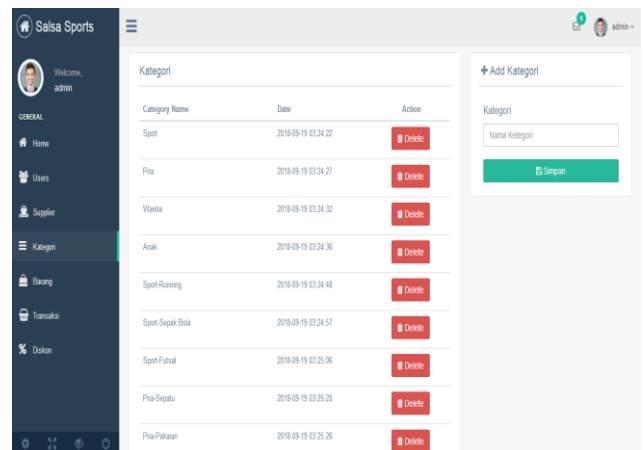 Salsa Sports
6
admin
Welcome,
admin
GENERAL
Home
Users
Supplier
Kategori
Barang
Transaksi
Diskon
Kategori
Category Name Date Action
Sport 2018-09-19 03:24:22 Delete
Pria 2018-09-19 03:24:27 Delete
Wanita 2018-09-19 03:24:32 Delete
Anak 2018-09-19 03:24:36 Delete
Sport-Running 2018-09-19 03:24:48 Delete
Sport-Sepak Bola 2018-09-19 03:24:57 Delete
Sport-Futsal 2018-09-19 03:25:06 Delete
Pria-Sepatu 2018-09-19 03:25:20 Delete
Pria-Pakaian 2018-09-19 03:25:26 Delete
Add Kategori
Kategori
Nama Ketegori
Simpan